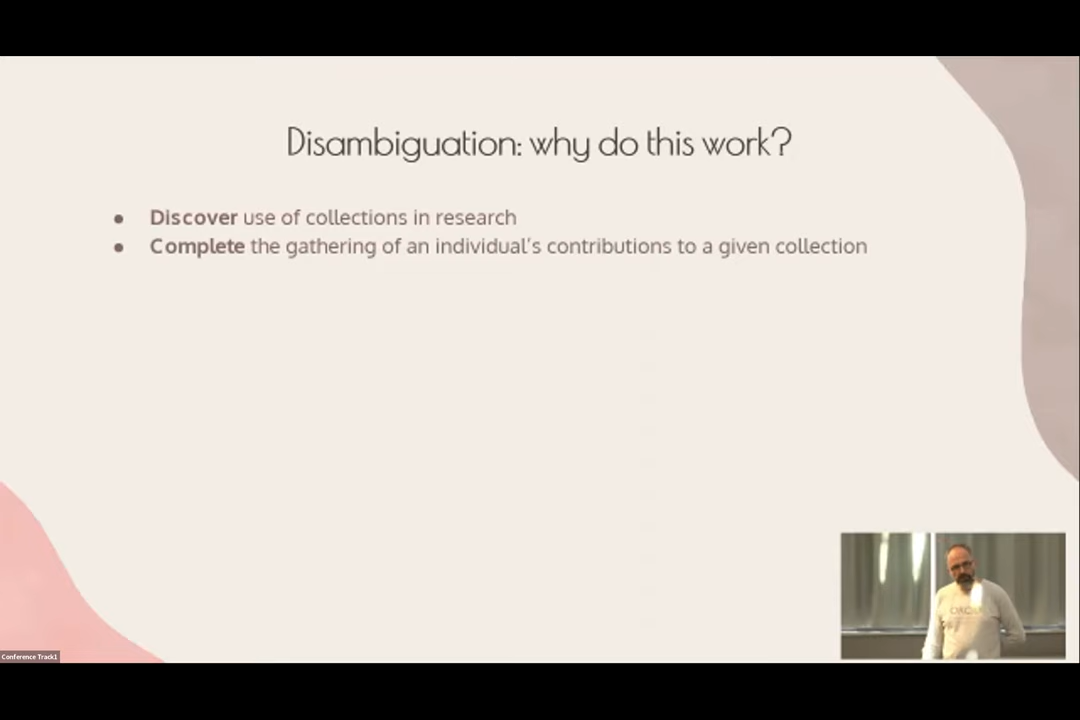 Disambiguation: why do this work?
● Discover use of collections in research
● Complete the gathering of an individual's contributions to a given collection
Conference Track1